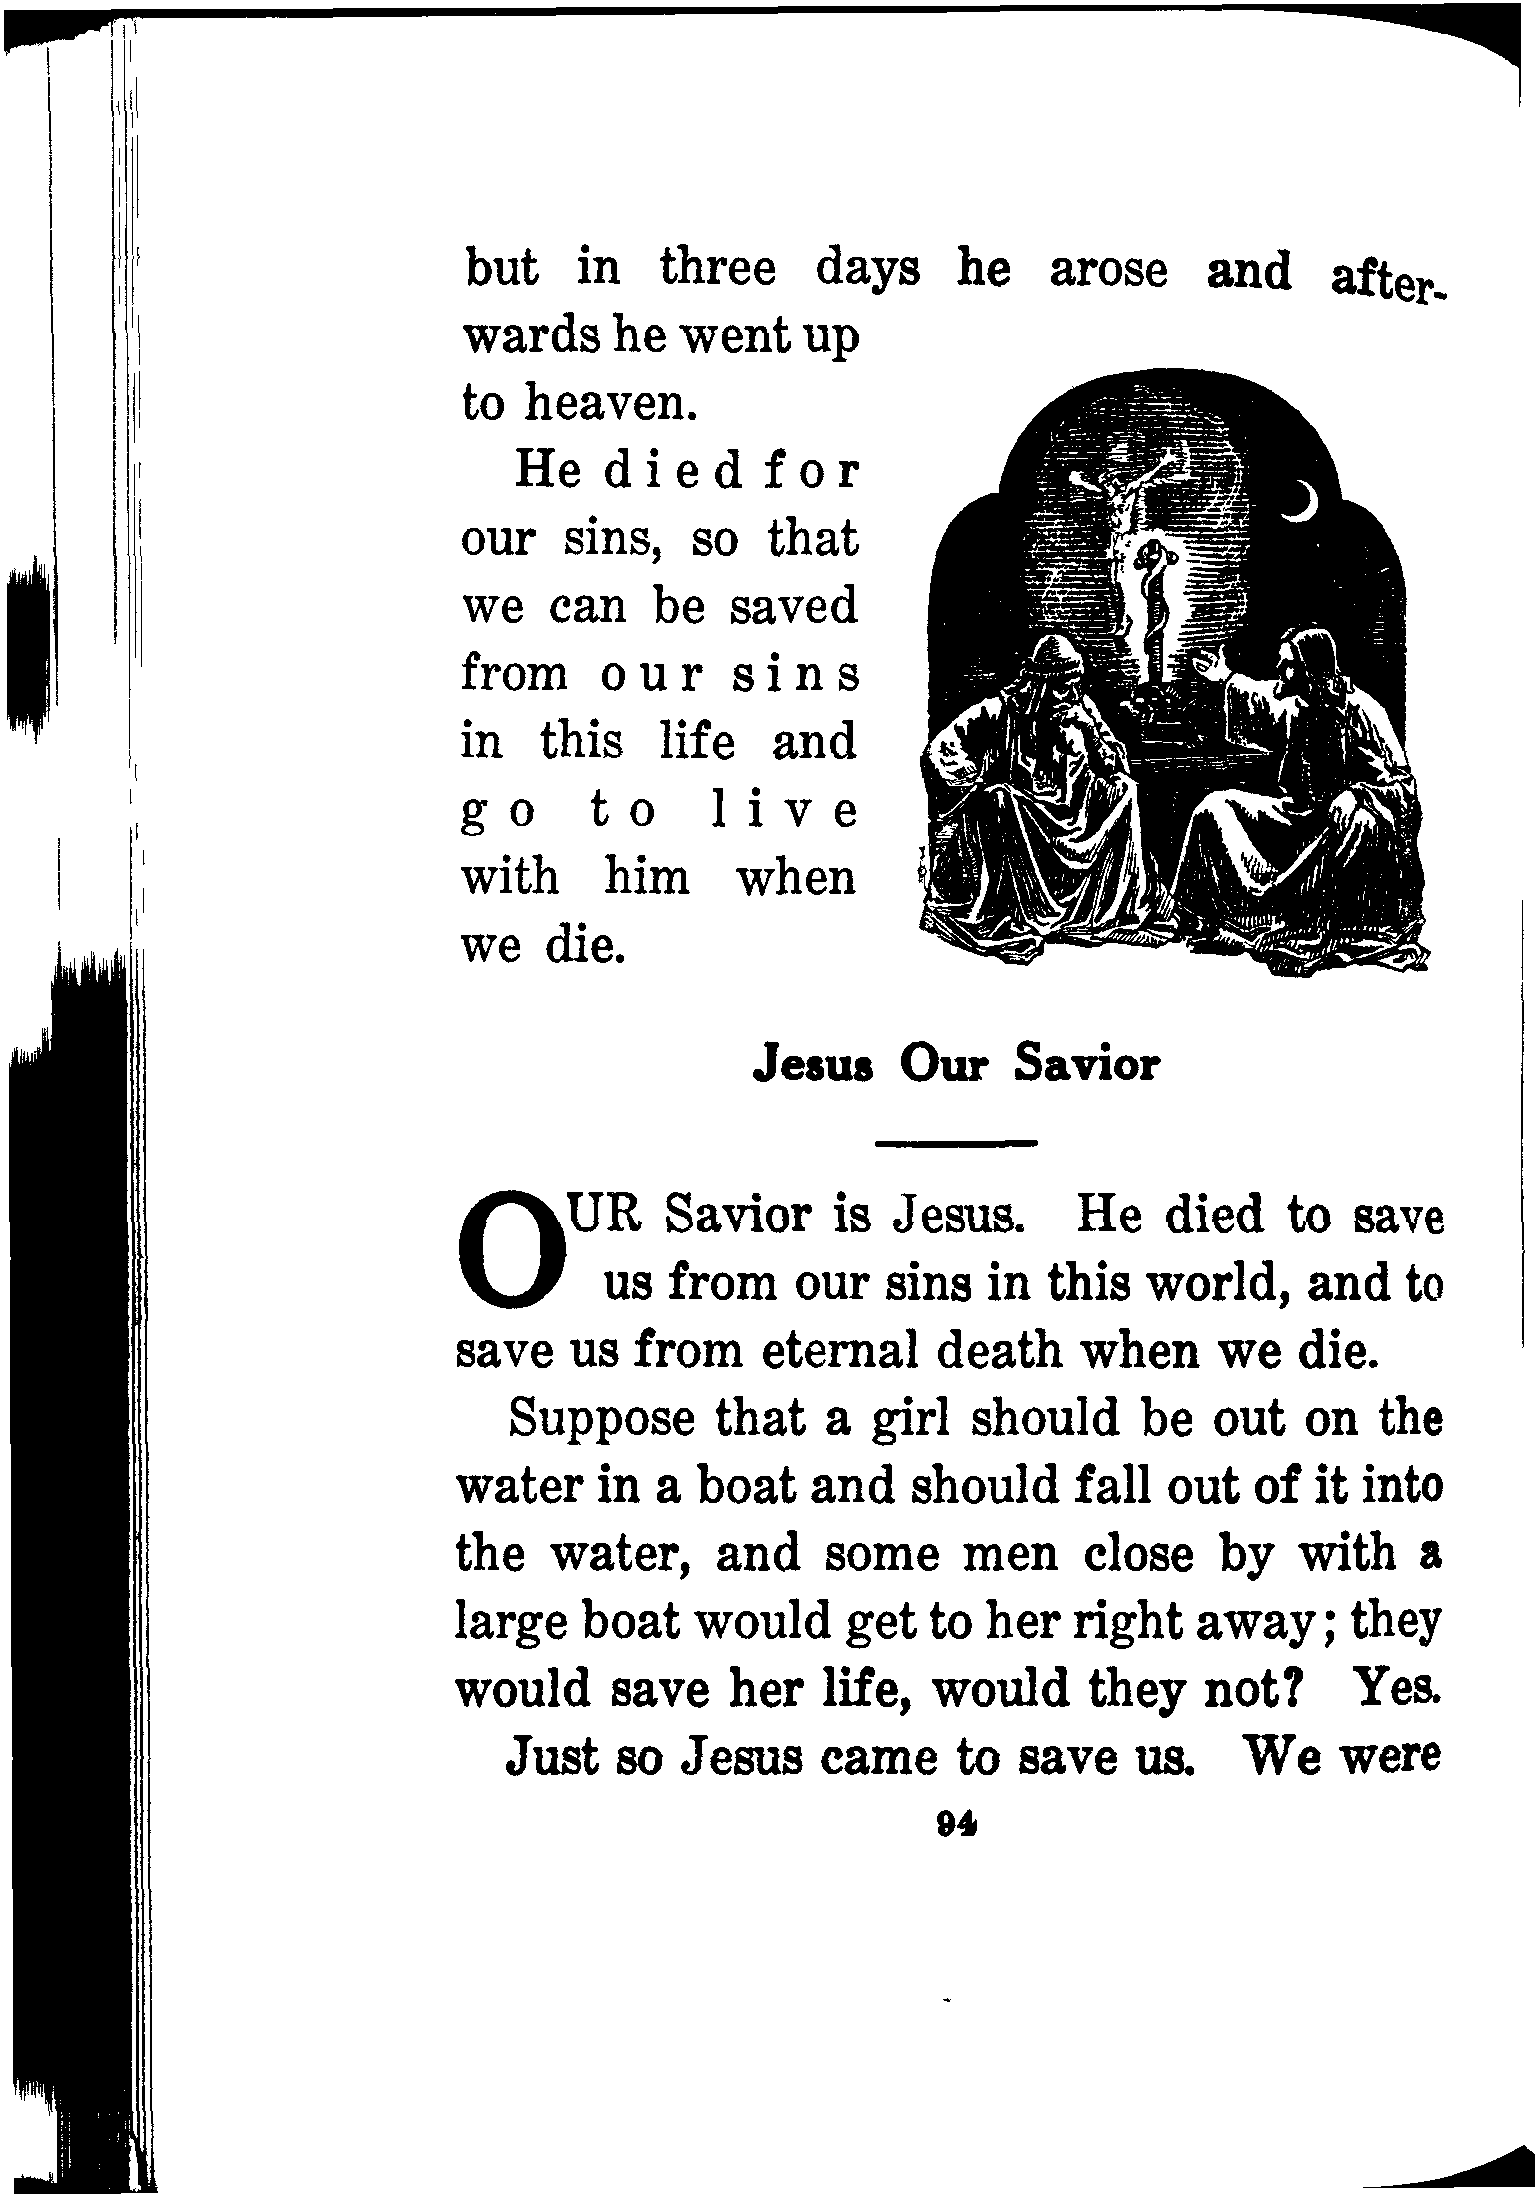 but in three days he arose and after-
wards he went up
to heaven.
He died for
our sins, so that
we can be saved
from our sins
in this life and
go to live
with him when
we die.
Jesus Our Savior
OUR Savior is Jesus. He died to save
us from our sins in this world, and to
save us from eternal death when we die.
Suppose that a girl should be out on the
water in a boat and should fall out of it into
the water, and some men close by with a
large boat would get to her right away; they
would save her life, would they not? Yes.
Just so Jesus came to save us. We were
94